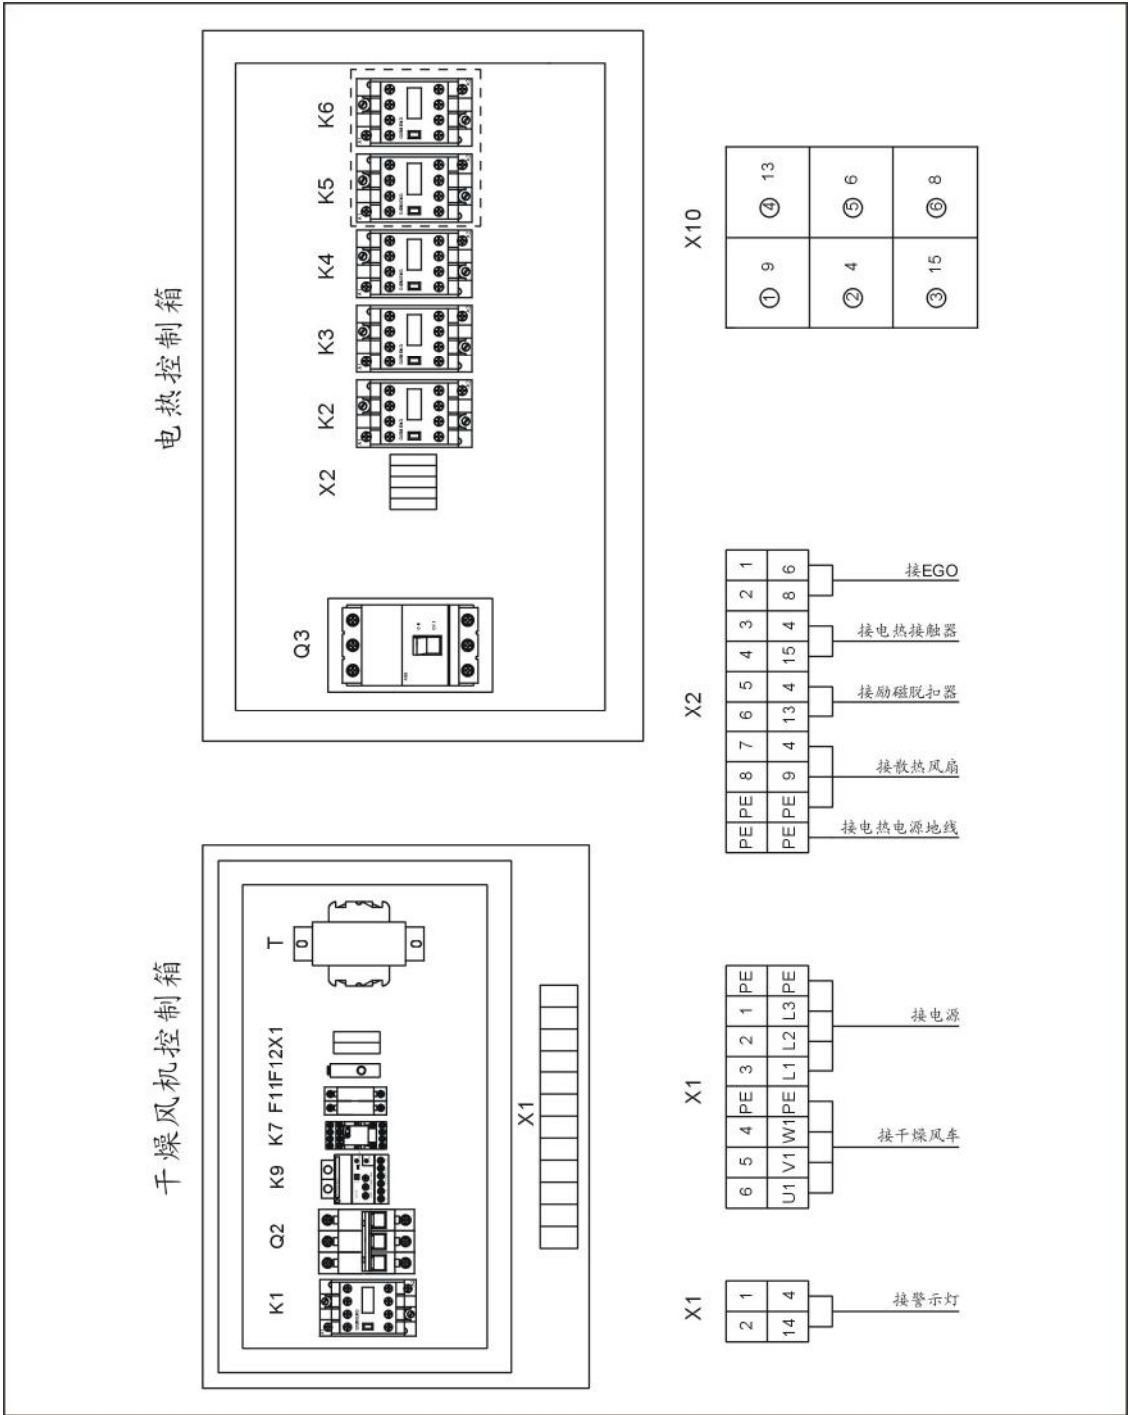 干燥风机控制箱
K1 Q2 K9 K7 F11F12X1 T
X1
电热控制箱
Q3 X2 K2 K3 K4 K5 K6
X1
2 1
14 4
接警示灯
X1
6 5 4 PE 3 2 1 PE
U1 V1 W1 PE L1 L2 L3 PE
接干燥风车
接电源
X2
PE PE 8 7 6 5 4 3 2 1
PE PE 9 4 13 4 15 4 8 6
接电热电源地线
接散热风扇
接励磁脱扣器
接电热接触器
接EGO
X10
① 9 ④ 13
② 4 ⑤ 6
③ 15 ⑥ 8